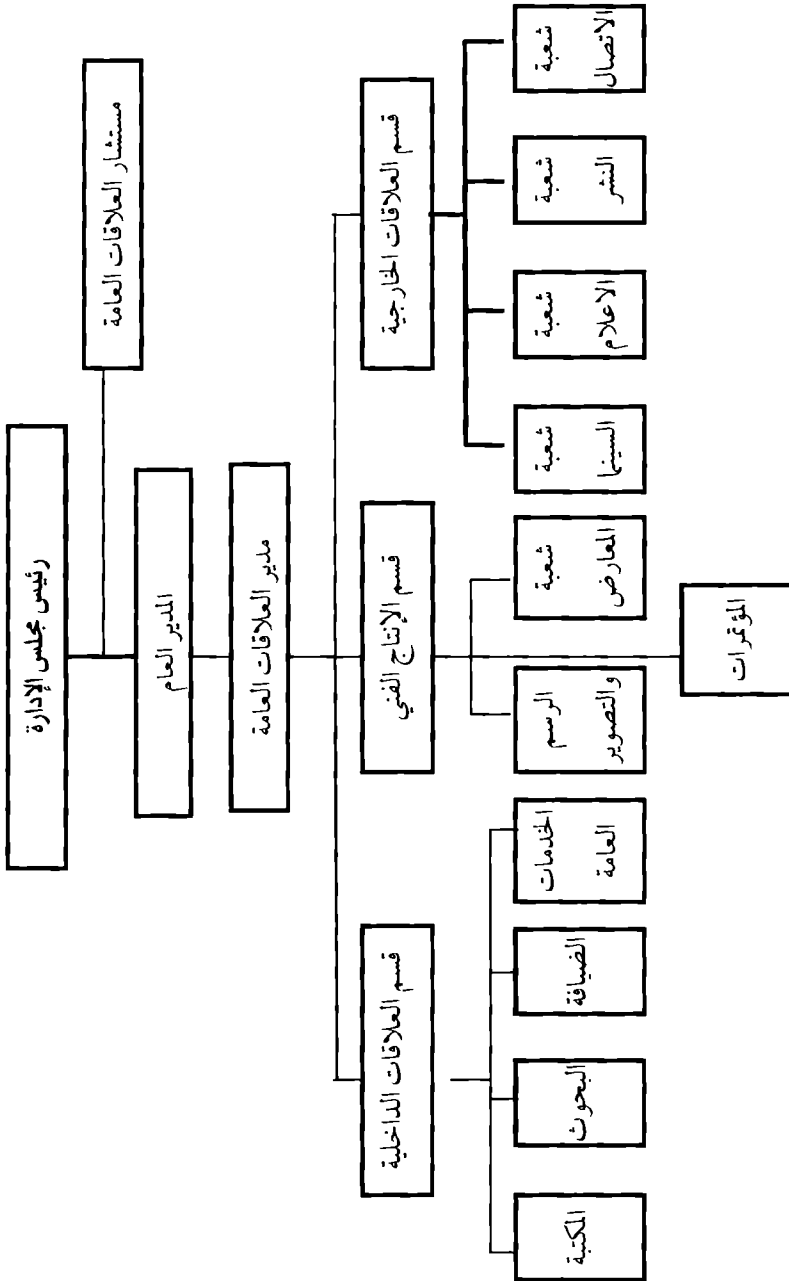 رئيس مجلس الإدارة
مستشار العلاقات العامة
المدير العام
مدير العلاقات العامة
قسم العلاقات الخارجية
قسم الإنتاج الفني
قسم العلاقات الداخلية
شعبة
الاتصال
شعبة
النشر
شعبة
الاعلام
شعبة
السينما
شعبة
المعارض
الرسم
والتصوير
المؤتمرات
الخدمات
العامة
الضيافة
البحوث
المكتبة